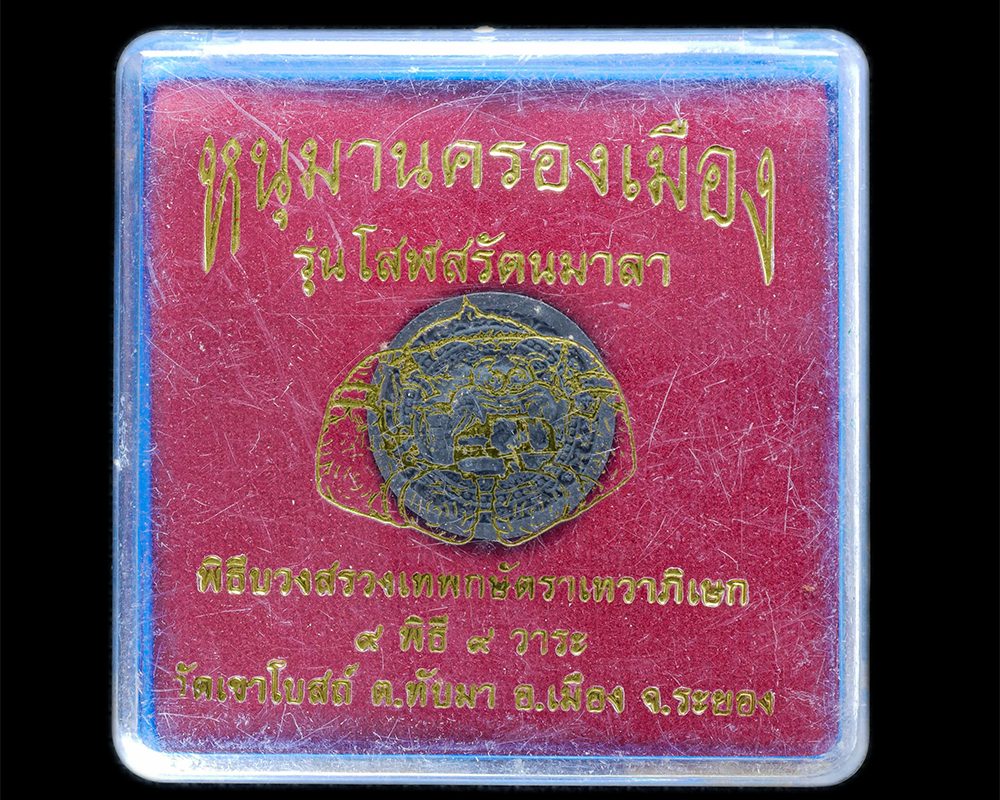 หนุมานครองเมือง
รุ่นโสฬสรัตนมาลา
พิธีบวงสรวงเทพกษัตราเทวาภิเษก
๙ พิธี ๙ วาระ
วัดเขาโบสถ์ ต.ทับมา อ.เมือง จ.ระยอง